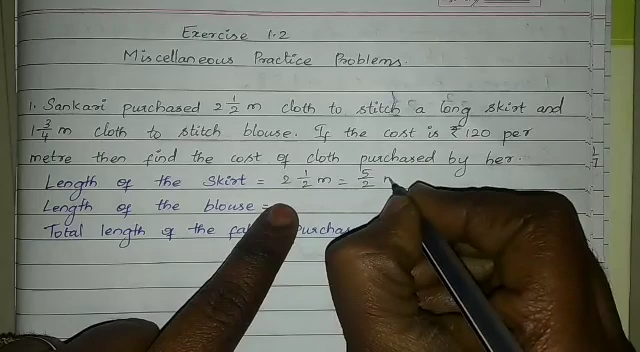 Exercise 1.2
Miscellaneous Practice Problems.
1. Sankari purchased 2 1/2 m cloth to stitch a long skirt and
1 3/4 m cloth to stitch blouse. If the cost is ₹ 120 per
metre then find the cost of cloth purchased by her.
Length of the skirt = 2 1/2 m = 5/2 m
Length of the blouse =
Total length of the